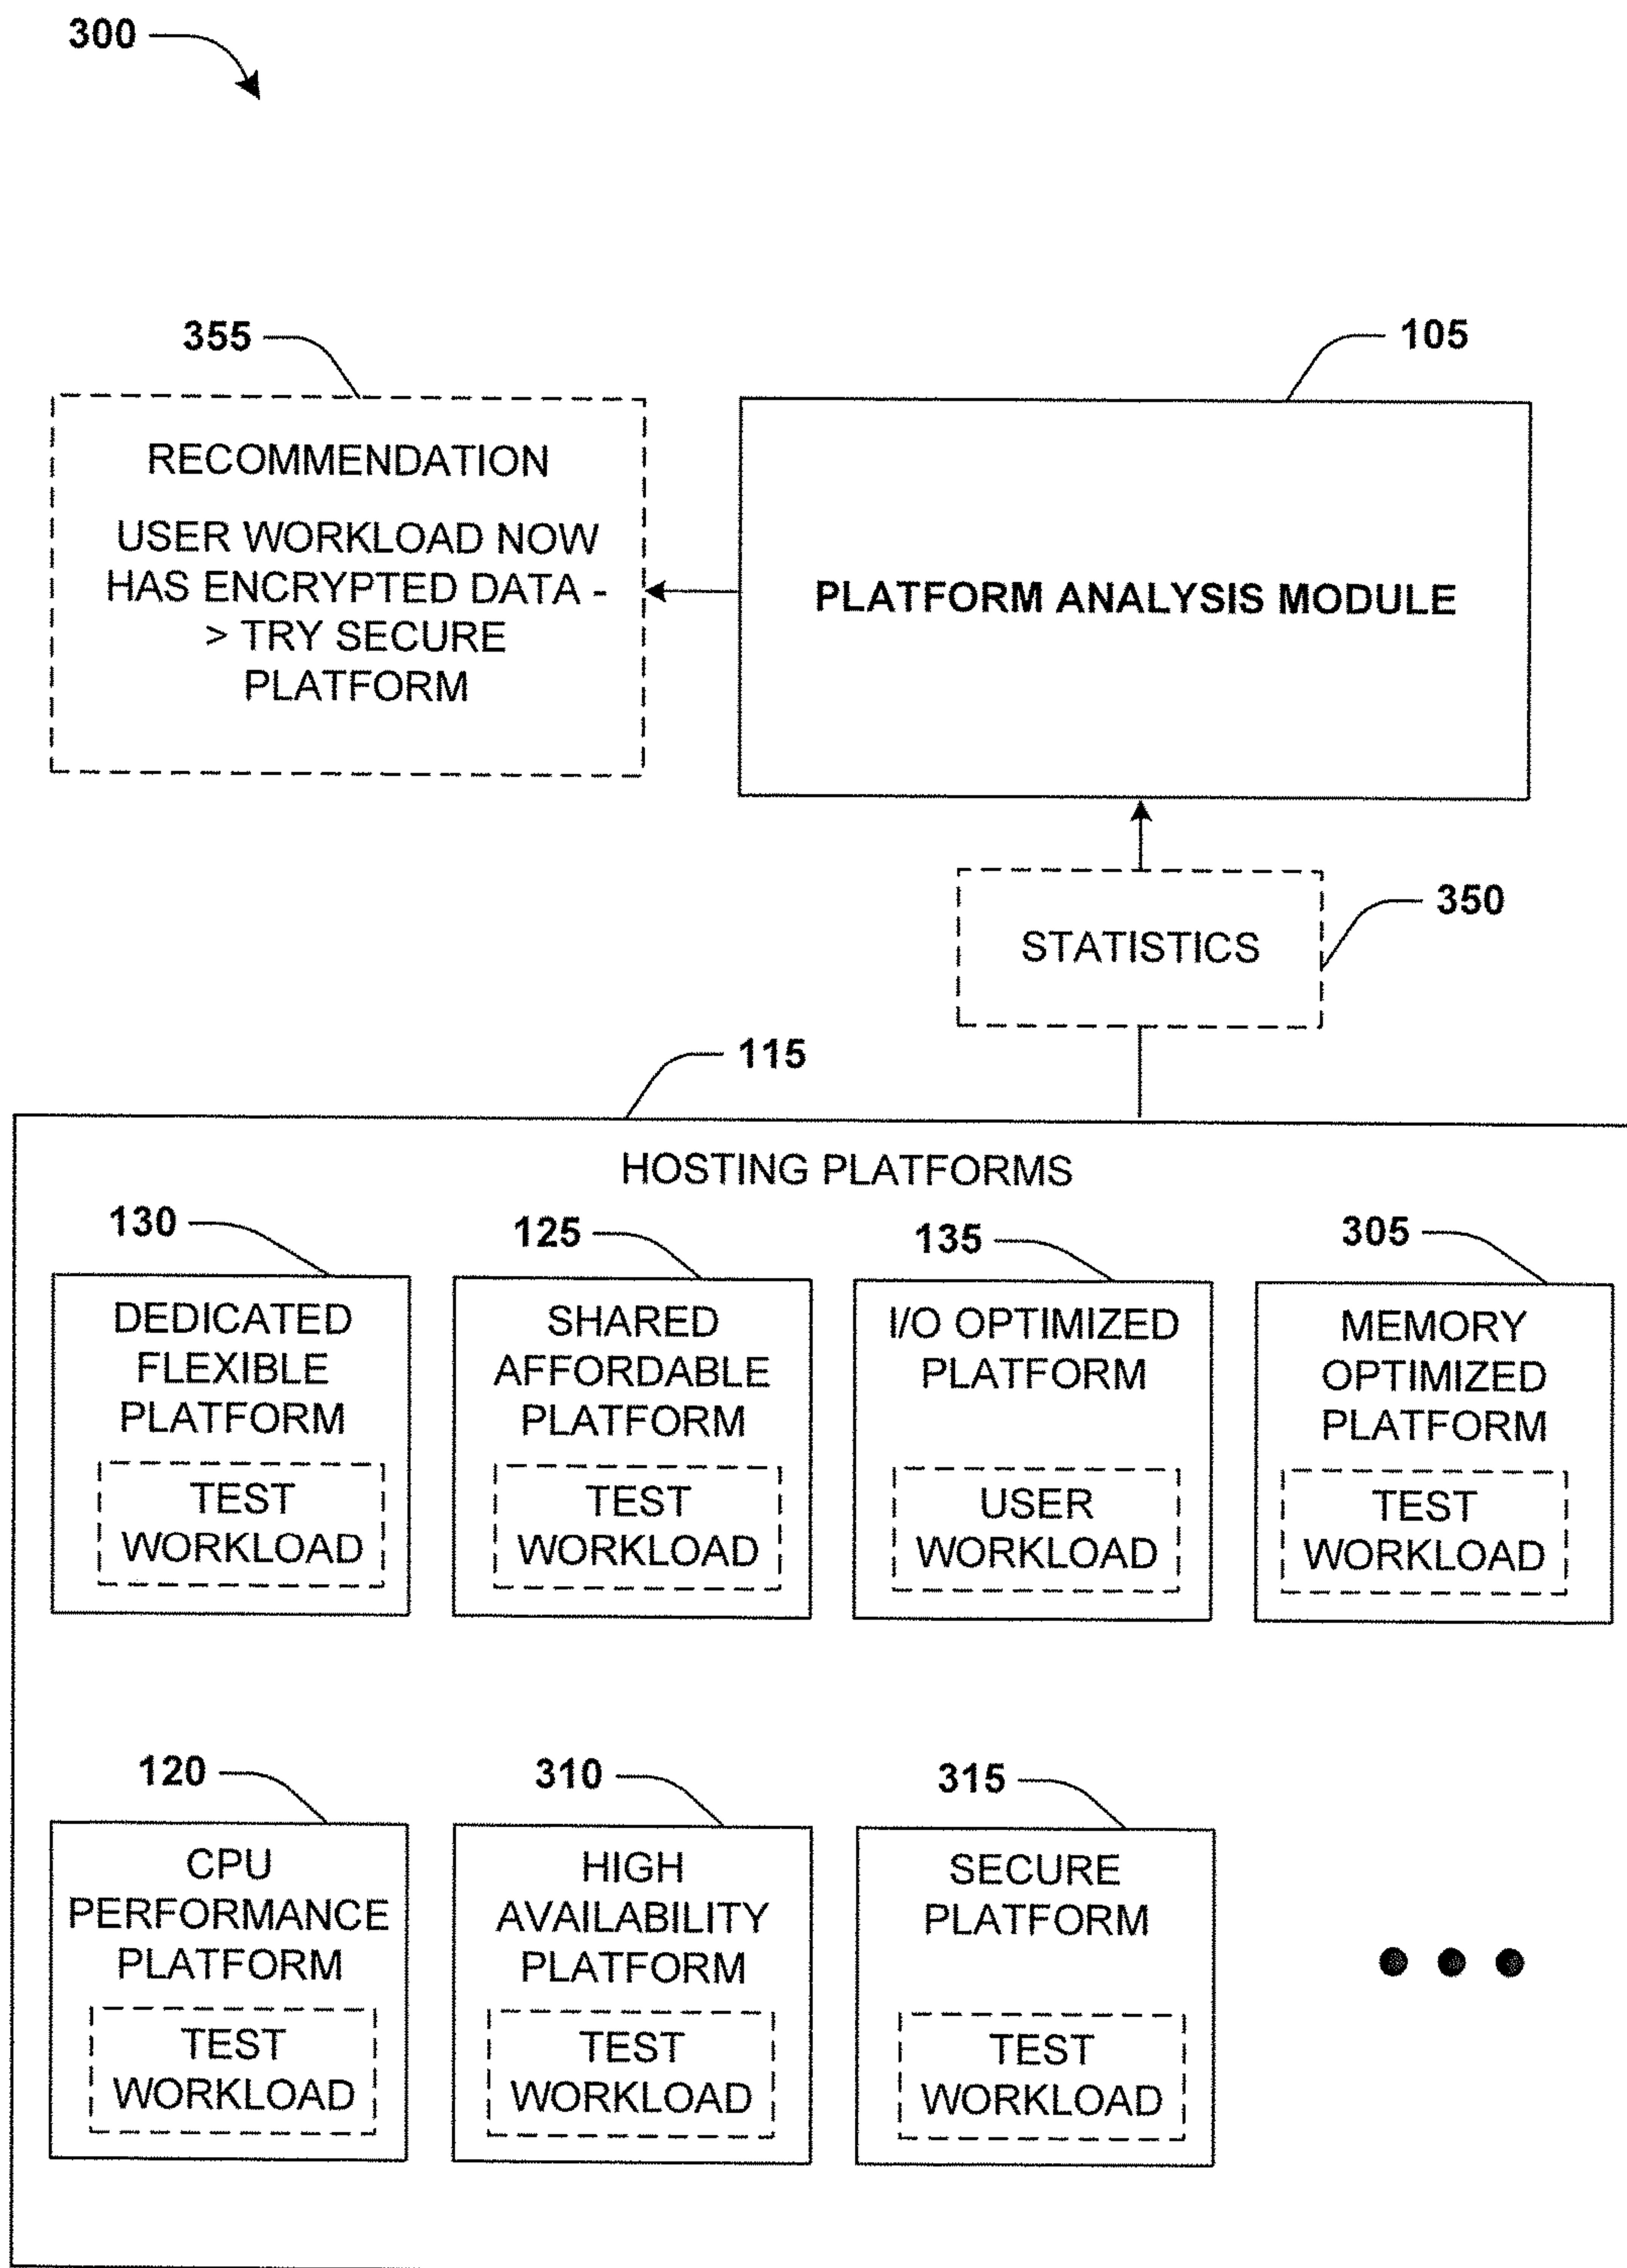 300
355
105
RECOMMENDATION
USER WORKLOAD NOW
HAS ENCRYPTED DATA -
> TRY SECURE
PLATFORM
PLATFORM ANALYSIS MODULE
350
STATISTICS
115
HOSTING PLATFORMS
130
125
135
305
DEDICATED
FLEXIBLE
PLATFORM
TEST
WORKLOAD
SHARED
AFFORDABLE
PLATFORM
TEST
WORKLOAD
I/O OPTIMIZED
PLATFORM
USER
WORKLOAD
MEMORY
OPTIMIZED
PLATFORM
TEST
WORKLOAD
120
310
315
CPU
PERFORMANCE
PLATFORM
TEST
WORKLOAD
HIGH
AVAILABILITY
PLATFORM
TEST
WORKLOAD
SECURE
PLATFORM
TEST
WORKLOAD